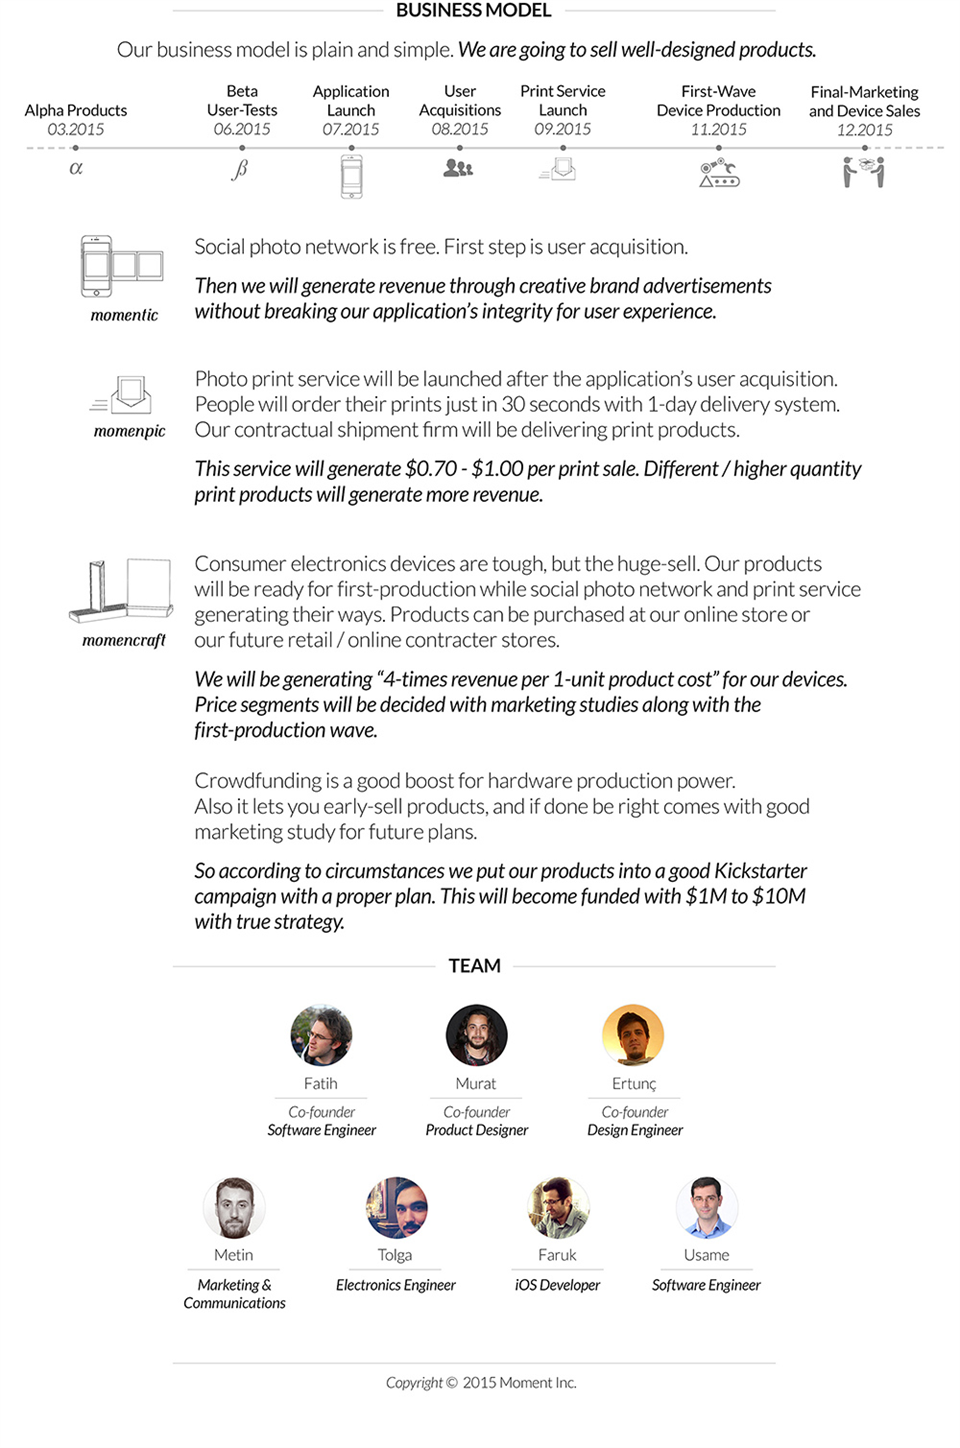 BUSINESS MODEL
Our business model is plain and simple. We are going to sell well-designed products.
Alpha Products
03.2015
Beta
User-Tests
06.2015
Application
Launch
07.2015
User
Acquisitions
08.2015
Print Service
Launch
09.2015
First-Wave
Device Production
11.2015
Final-Marketing
and Device Sales
12.2015
α
β
momentic
Social photo network is free. First step is user acquisition.
Then we will generate revenue through creative brand advertisements
without breaking our application's integrity for user experience.
momenpic
Photo print service will be launched after the application's user acquisition.
People will order their prints just in 30 seconds with 1-day delivery system.
Our contractual shipment firm will be delivering print products.
This service will generate $0.70 - $1.00 per print sale. Different / higher quantity
print products will generate more revenue.
momencraft
Consumer electronics devices are tough, but the huge-sell. Our products
will be ready for first-production while social photo network and print service
generating their ways. Products can be purchased at our online store or
our future retail / online contracter stores.
We will be generating "4-times revenue per 1-unit product cost" for our devices.
Price segments will be decided with marketing studies along with the
first-production wave.
Crowdfunding is a good boost for hardware production power.
Also it lets you early-sell products, and if done be right comes with good
marketing study for future plans.
So according to circumstances we put our products into a good Kickstarter
campaign with a proper plan. This will become funded with $1M to $10M
with true strategy.
TEAM
Fatih
Co-founder
Software Engineer
Murat
Co-founder
Product Designer
Ertunç
Co-founder
Design Engineer
Metin
Marketing &
Communications
Tolga
Electronics Engineer
Faruk
iOS Developer
Usame
Software Engineer
Copyright © 2015 Moment Inc.